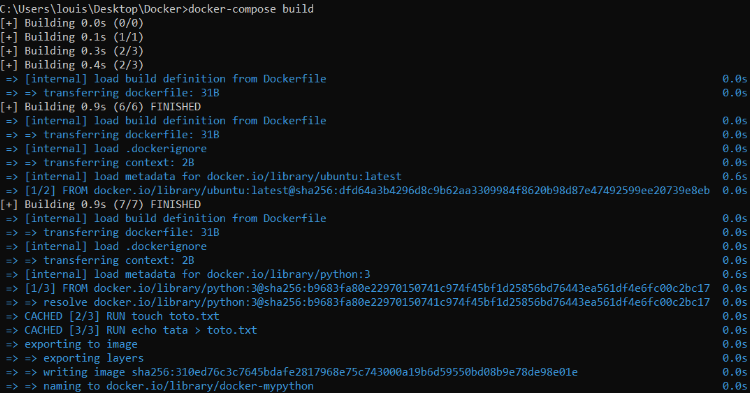 C:\Users\louis\Desktop\Docker>docker-compose build
[+] Building 0.0s (0/0)
[+] Building 0.1s (1/1)
[+] Building 0.3s (2/3)
[+] Building 0.4s (2/3)
=> [internal] load build definition from Dockerfile 0.0s
=> => transferring dockerfile: 31B 0.0s
[+] Building 0.9s (6/6) FINISHED
=> [internal] load build definition from Dockerfile 0.0s
=> => transferring dockerfile: 31B 0.0s
=> [internal] load .dockerignore 0.0s
=> => transferring context: 2B 0.0s
=> [internal] load metadata for docker.io/library/ubuntu:latest 0.6s
=> [1/2] FROM docker.io/library/ubuntu:latest@sha256:dfd64a3b4296d8c9b62aa3309984f8620b98d87e47492599ee20739e8eb 0.0s
[+] Building 0.9s (7/7) FINISHED
=> [internal] load build definition from Dockerfile 0.0s
=> => transferring dockerfile: 31B 0.0s
=> [internal] load .dockerignore 0.0s
=> => transferring context: 2B 0.0s
=> [internal] load metadata for docker.io/library/python:3 0.6s
=> [1/3] FROM docker.io/library/python:3@sha256:b9683fa80e22970150741c974f45bf1d25856bd76443ea561df4e6fc00c2bc17 0.0s
=> => resolve docker.io/library/python:3@sha256:b9683fa80e22970150741c974f45bf1d25856bd76443ea561df4e6fc00c2bc17 0.0s
=> CACHED [2/3] RUN touch toto.txt 0.0s
=> CACHED [3/3] RUN echo tata > toto.txt 0.0s
=> exporting to image 0.0s
=> => exporting layers 0.0s
=> => writing image sha256:310ed76c3c7645bdafe2817968e75c743000a19b6d59550bd08b9e78de98e01e 0.0s
=> => naming to docker.io/library/docker-mypython 0.0s